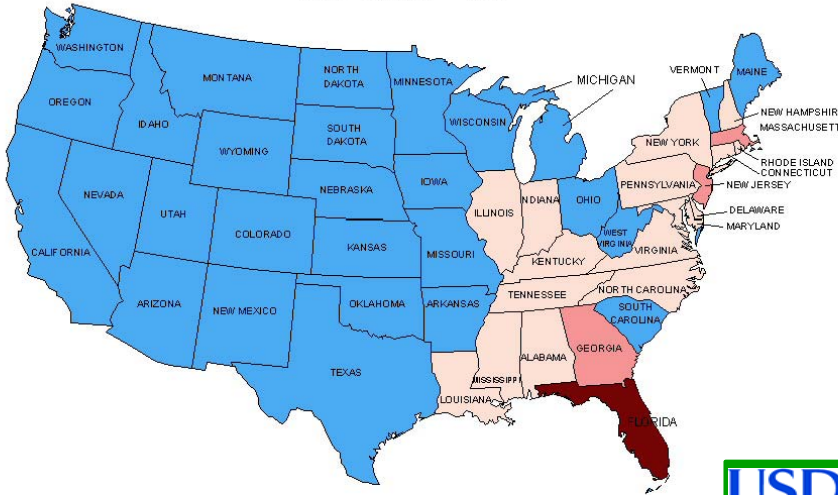 WASHINGTON
MONTANA
NORTH
DAKOTA
MINNESOTA
MICHIGAN
VERMONT
MAINE
OREGON
IDAHO
WYOMING
SOUTH
DAKOTA
WISCONSIN
NEW YORK
NEW HAMPSHIR
MASSACHUSETT
RHODE ISLAND
CONNECTICUT
NEVADA
UTAH
COLORADO
NEBRASKA
IOWA
ILLINOIS
INDIANA
OHIO
PENNSYLVANIA
NEW JERSEY
DELAWARE
MARYLAND
CALIFORNIA
KANSAS
MISSOURI
KENTUCKY
WEST
VIRGINIA
VIRGINIA
ARIZONA
NEW MEXICO
OKLAHOMA
ARKANSAS
TENNESSEE
NORTH CAROLINA
SOUTH
CAROLINA
TEXAS
LOUISIANA
MISSISSIPPI
ALABAMA
GEORGIA
FLORIDA
USD